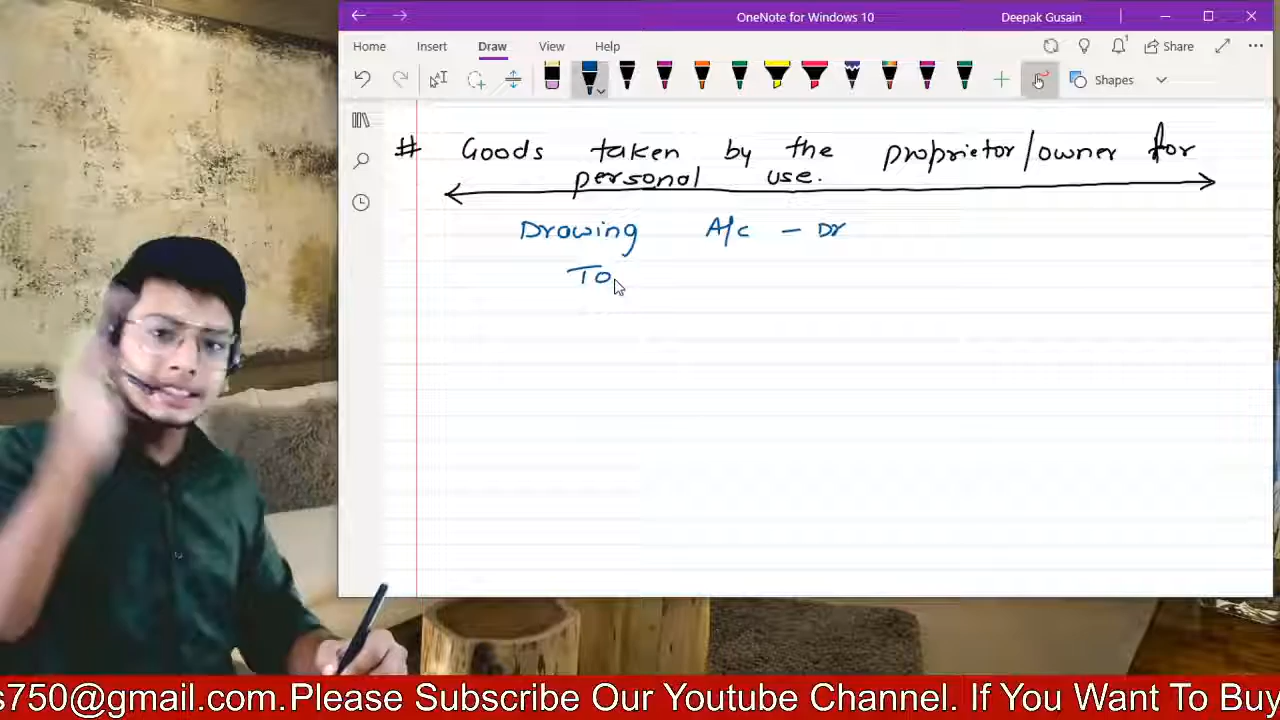 OneNote for Windows 10
Deepak Gusain
Home Insert Draw View Help
1
Share
Shapes
# Goods taken by the proprietor/owner for
personal use.
Drawing A/c - Dr
To
s750@gmail.com.Please Subscribe Our Youtube Channel. If You Want To Buy